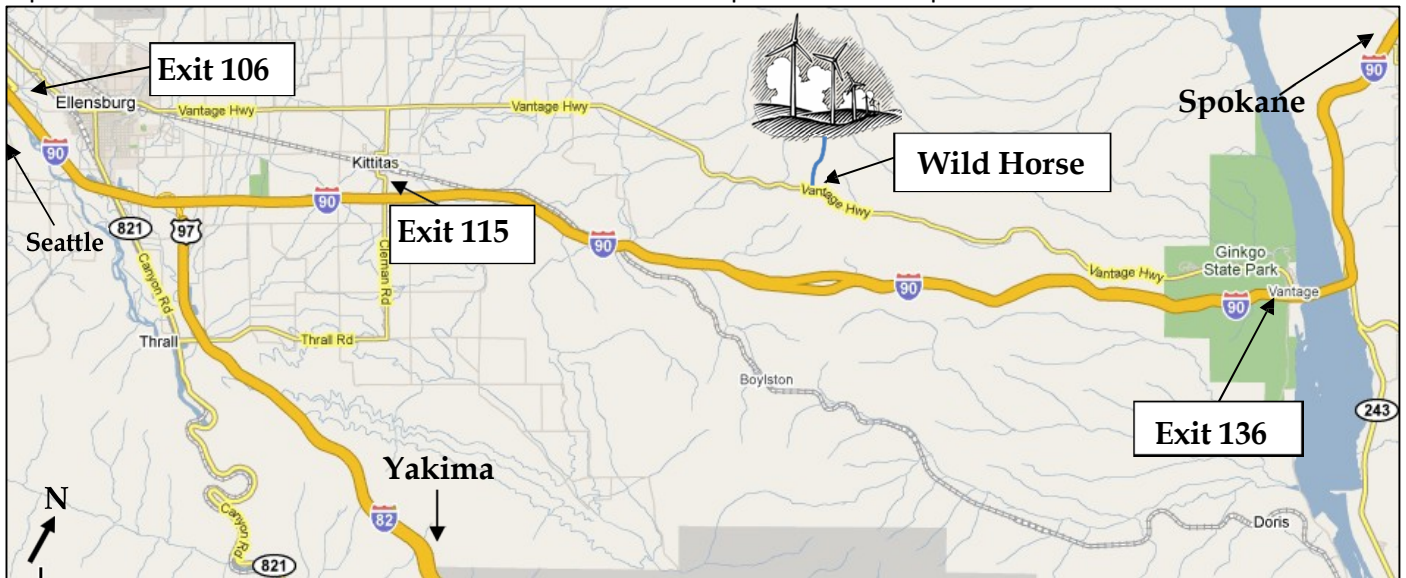 Exit 106
90
Ellensburg
Vantage Hwy
Vantage Hwy
Spokane
90
Kittitas
Wild Horse
Vantage Hwy
90
Seattle
821
97
Exit 115
90
Canyon Rd
Cleman Rd
90
90
Vantage Hwy
Ginkgo
State Park
Vantage
90
Thrall
Thrall Rd
Boylston
243
Exit 136
Yakima
N
82
Canyon Rd
821
Doris